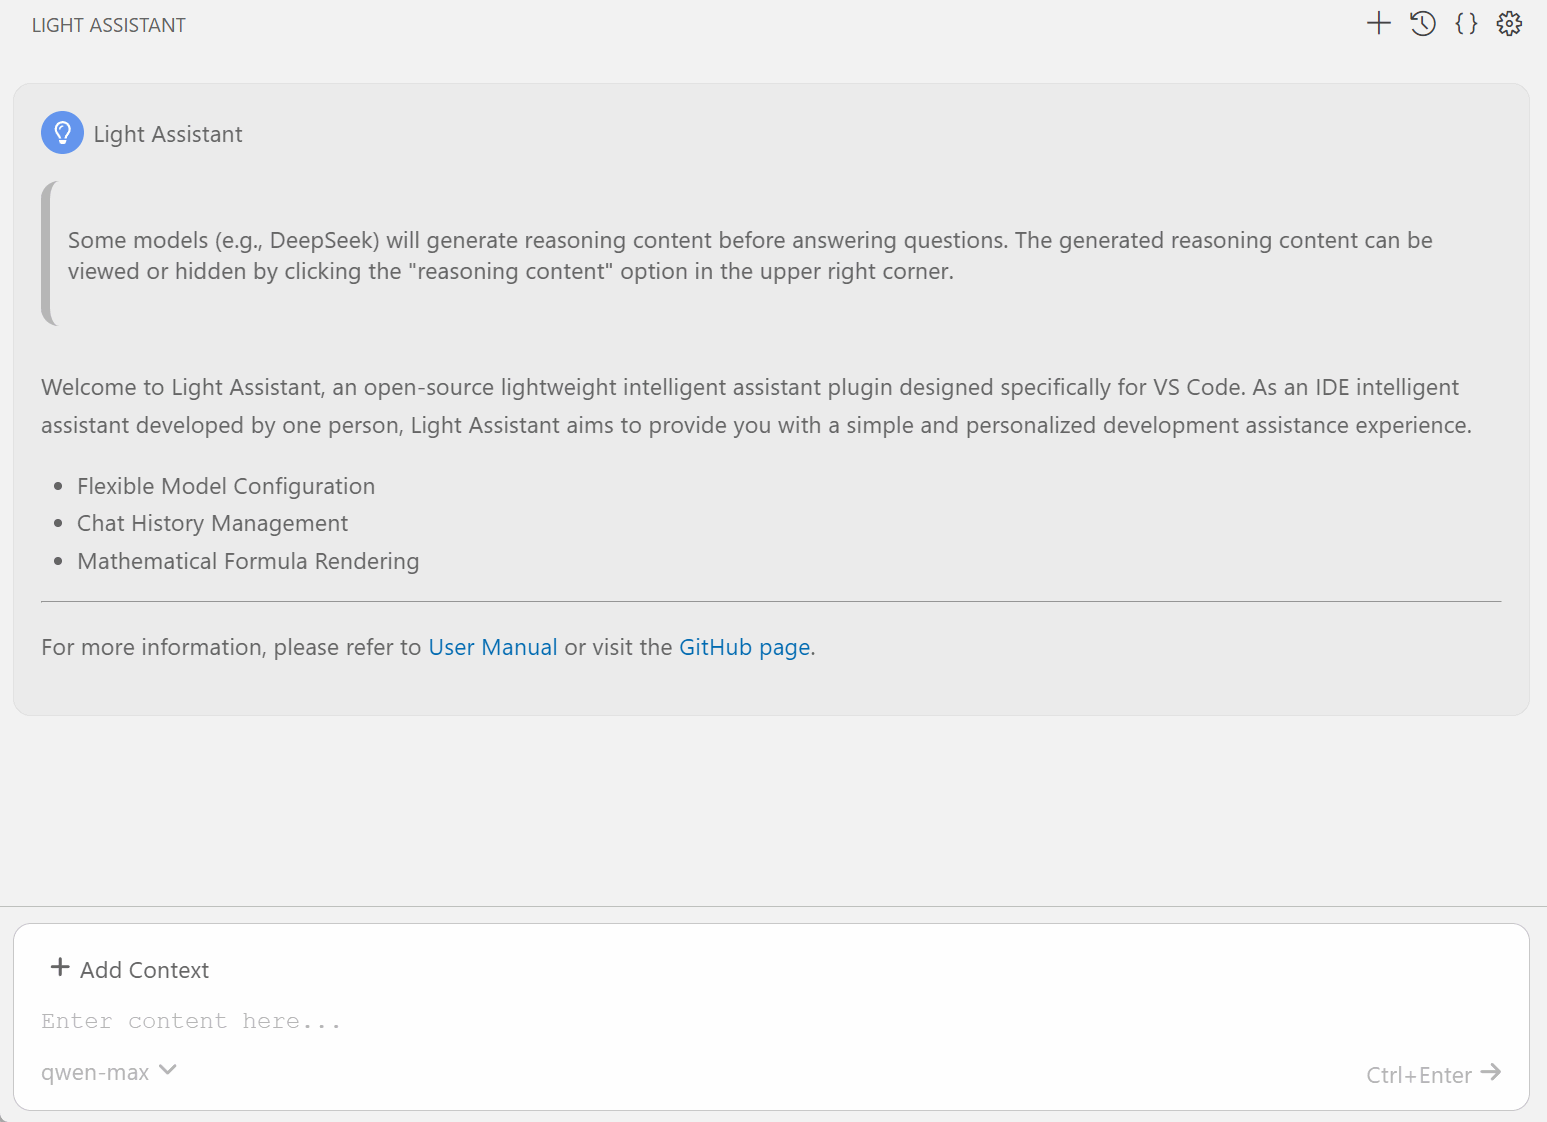 LIGHT ASSISTANT
Light Assistant
Some models (e.g., DeepSeek) will generate reasoning content before answering questions. The generated reasoning content can be
viewed or hidden by clicking the "reasoning content" option in the upper right corner.
Welcome to Light Assistant, an open-source lightweight intelligent assistant plugin designed specifically for VS Code. As an IDE intelligent
assistant developed by one person, Light Assistant aims to provide you with a simple and personalized development assistance experience.
• Flexible Model Configuration
• Chat History Management
• Mathematical Formula Rendering
For more information, please refer to User Manual or visit the GitHub page.
Add Context
Enter content here...
qwen-max
Ctrl+Enter